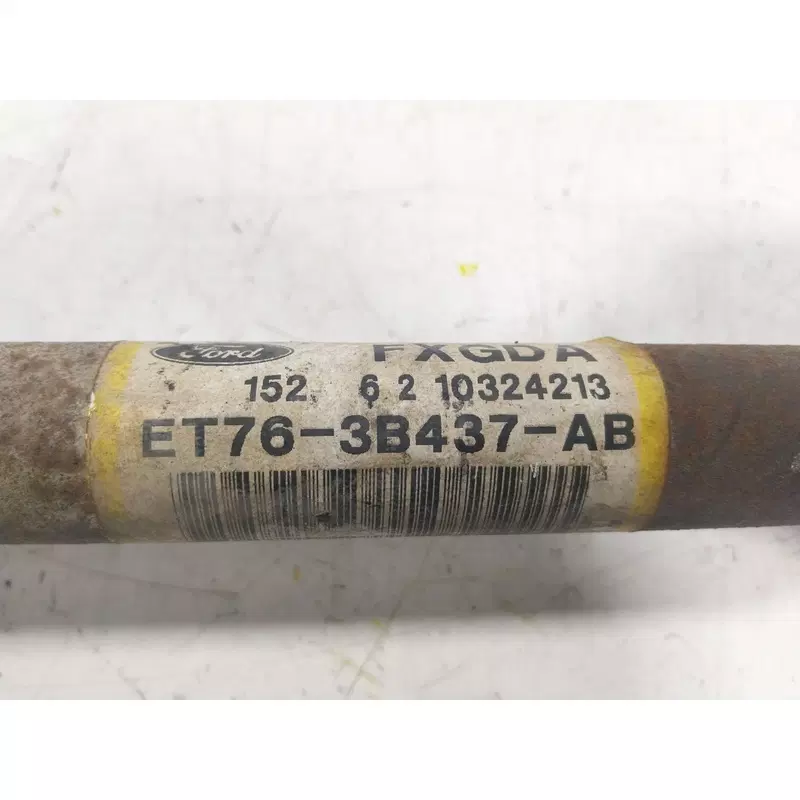 Ford FXGDA
152 6 2 10324213
ET76-3B437-AB